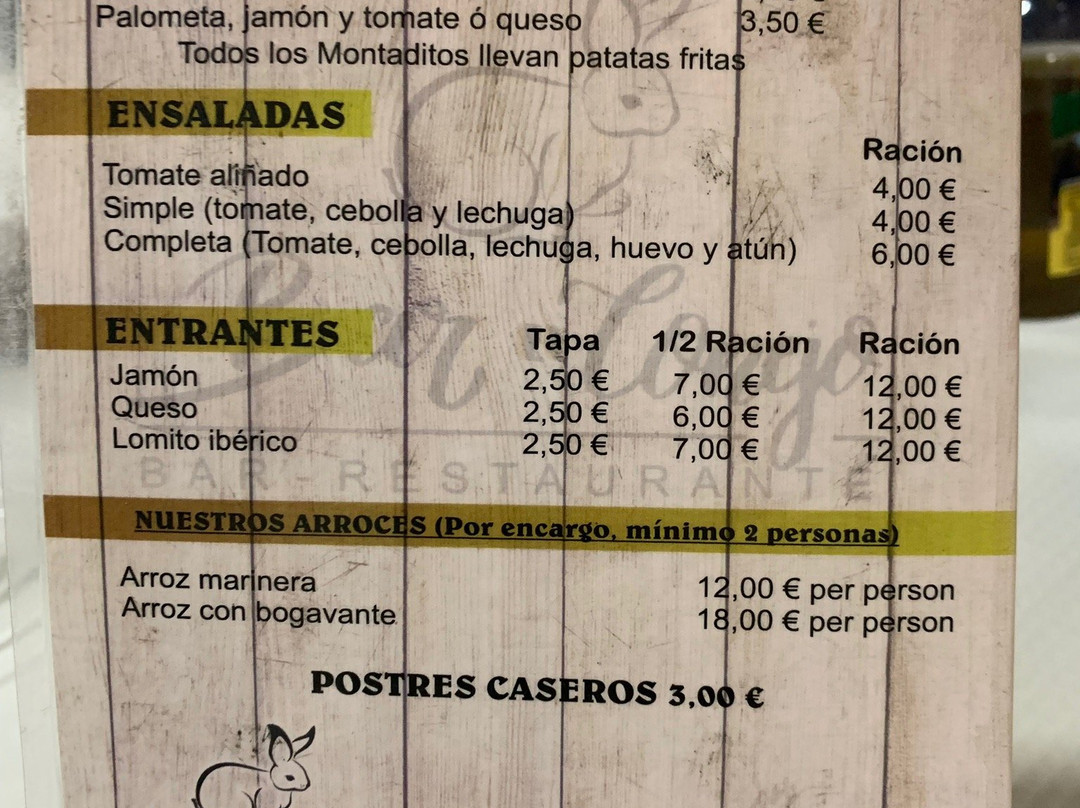 Palometa, jamón y tomate ó queso 3,50 €
Todos los Montaditos llevan patatas fritas
ENSALADAS
Ración
Tomate aliñado 4,00 €
Simple (tomate, cebolla y lechuga) 4,00 €
Completa (Tomate, cebolla, lechuga, huevo y atún) 6,00 €
ENTRANTES Tapa 1/2 Ración Ración
Jamón 2,50 € 7,00 € 12,00 €
Queso 2,50 € 6,00 € 12,00 €
Lomito ibérico 2,50 € 7,00 € 12,00 €
BAR-RESTAURANTE
NUESTROS ARROCES (Por encargo, mínimo 2 personas)
Arroz marinera 12,00 € per person
Arroz con bogavante 18,00 € per person
POSTRES CASEROS 3,00 €